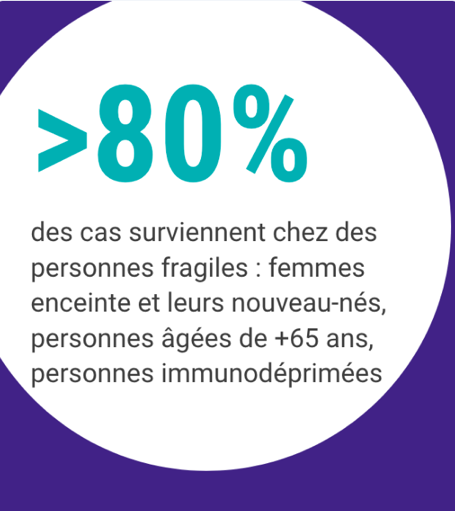 >80%
des cas surviennent chez des
personnes fragiles : femmes
enceinte et leurs nouveau-nés,
personnes âgées de +65 ans,
personnes immunodéprimées